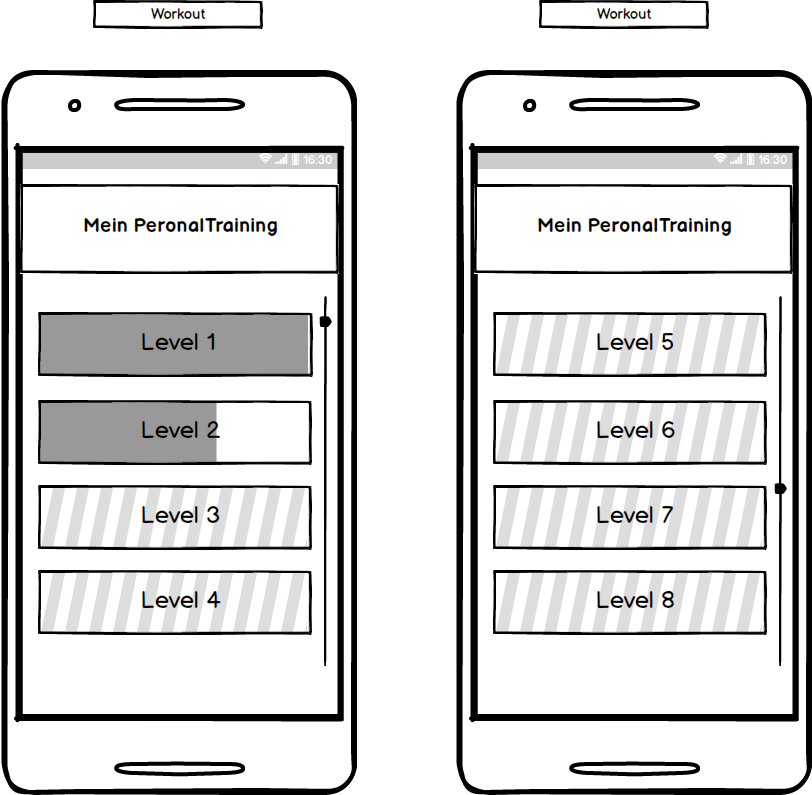 Workout
16:30
Mein PeronalTraining
Level 1
Level 2
Level 3
Level 4
Workout
16:30
Mein PeronalTraining
Level 5
Level 6
Level 7
Level 8